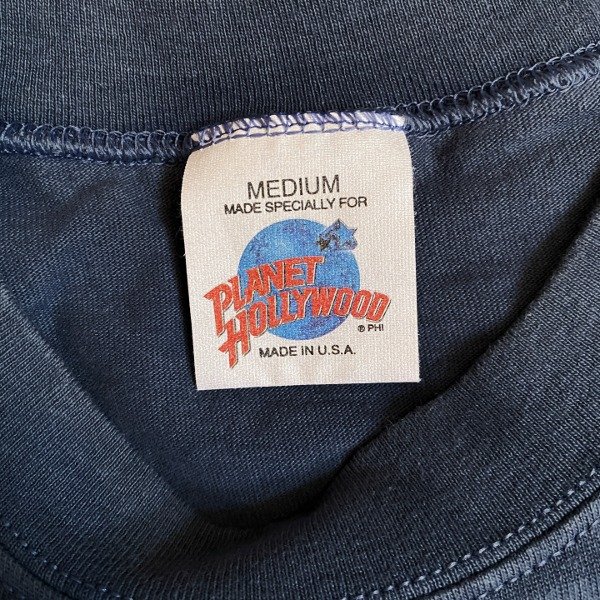 MEDIUM
MADE SPECIALLY FOR
PLANET
HOLLYWOOD
® PHI
MADE IN U.S.A.